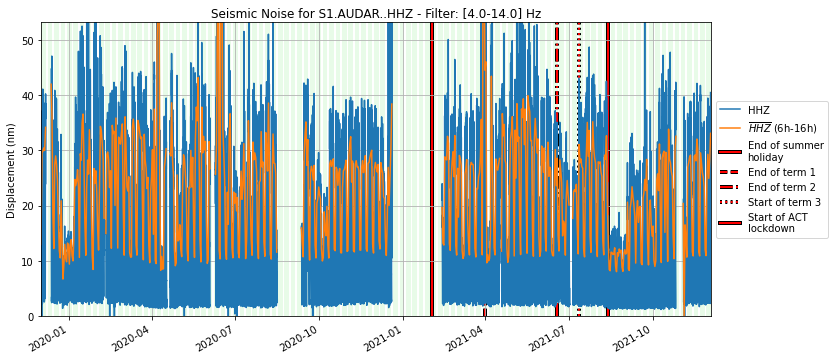 Seismic Noise for S1.AUDAR..HHZ - Filter: [4.0-14.0] Hz
Displacement (nm)
50
40
30
20
10
0
2020-01
2020-04
2020-07
2020-10
2021-01
2021-04
2021-07
2021-10
HHZ
HHZ (6h-16h)
End of summer
holiday
End of term 1
End of term 2
Start of term 3
Start of ACT
lockdown